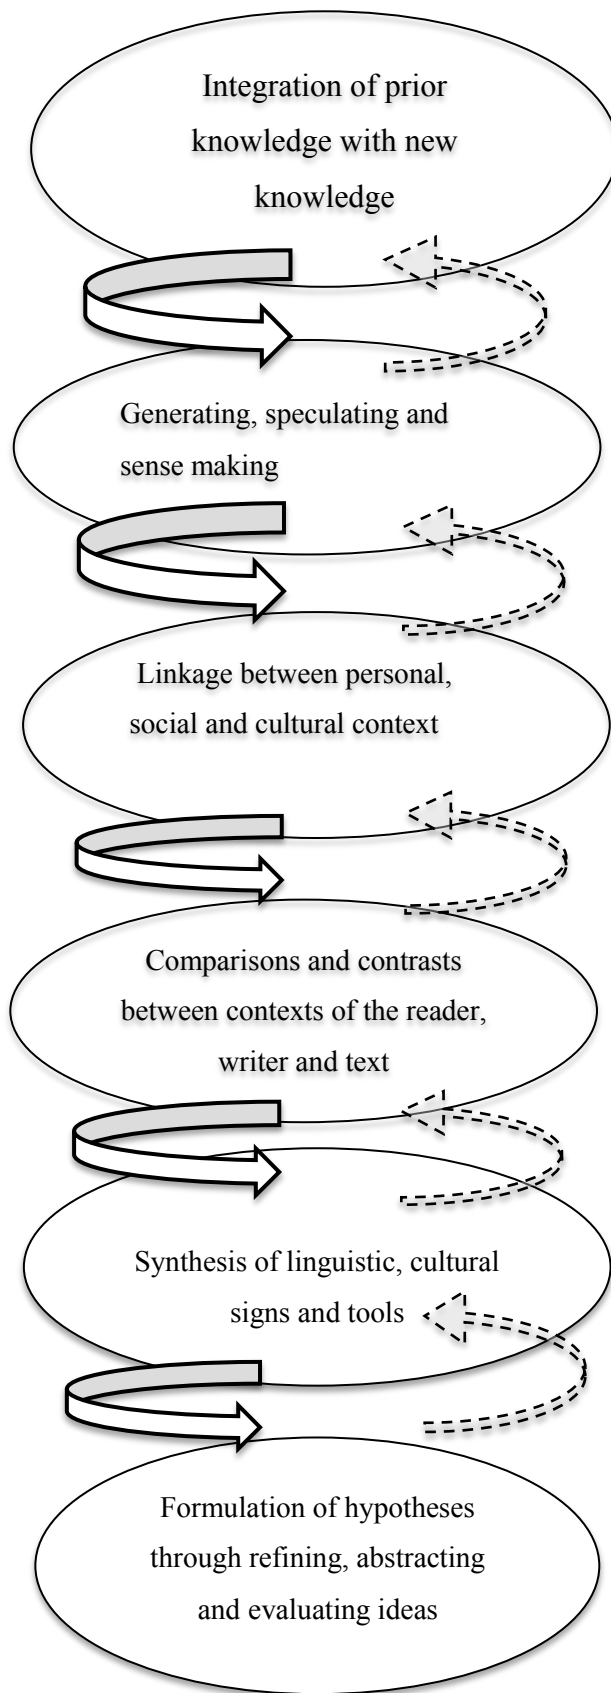 Integration of prior
knowledge with new
knowledge
Generating, speculating and
sense making
Linkage between personal,
social and cultural context
Comparisons and contrasts
between contexts of the reader,
writer and text
Synthesis of linguistic, cultural
signs and tools
Formulation of hypotheses
through refining, abstracting
and evaluating ideas